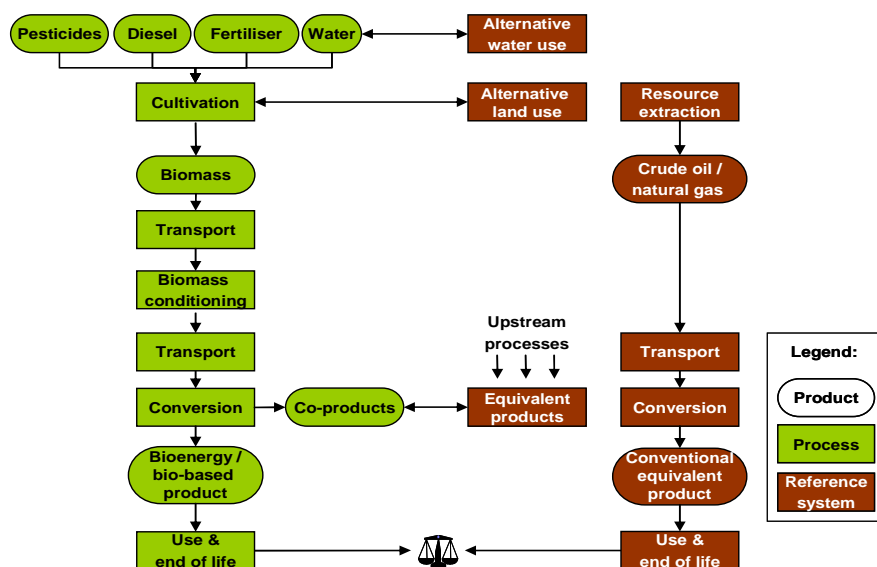 Pesticides
Diesel
Fertiliser
Water
Alternative
water use
Cultivation
Alternative
land use
Resource
extraction
Biomass
Crude oil /
natural gas
Transport
Biomass
conditioning
Upstream
processes
Transport
Transport
Legend:
Product
Conversion
Co-products
Equivalent
products
Conversion
Process
Bioenergy /
bio-based
product
Conventional
equivalent
product
Reference
system
Use &
end of life
Use &
end of life